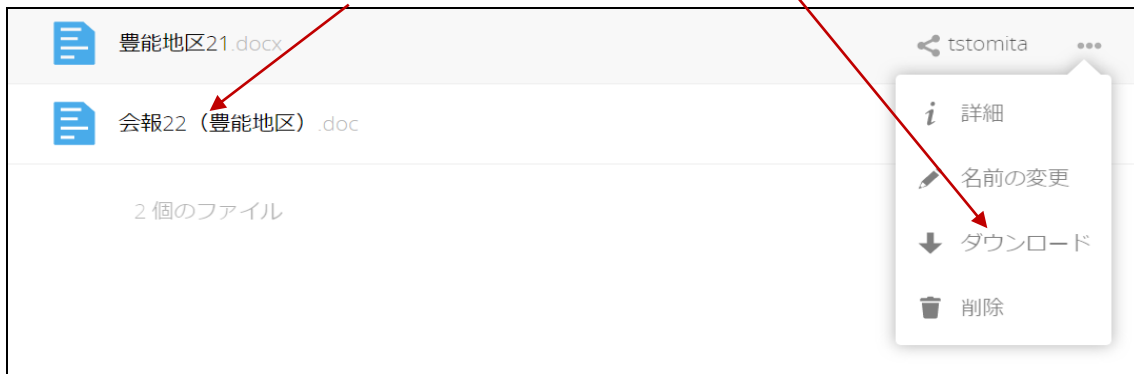 豊能地区21.docx
tstomita
会報22（豊能地区）.doc
2 個のファイル
詳細
名前の変更
ダウンロード
削除